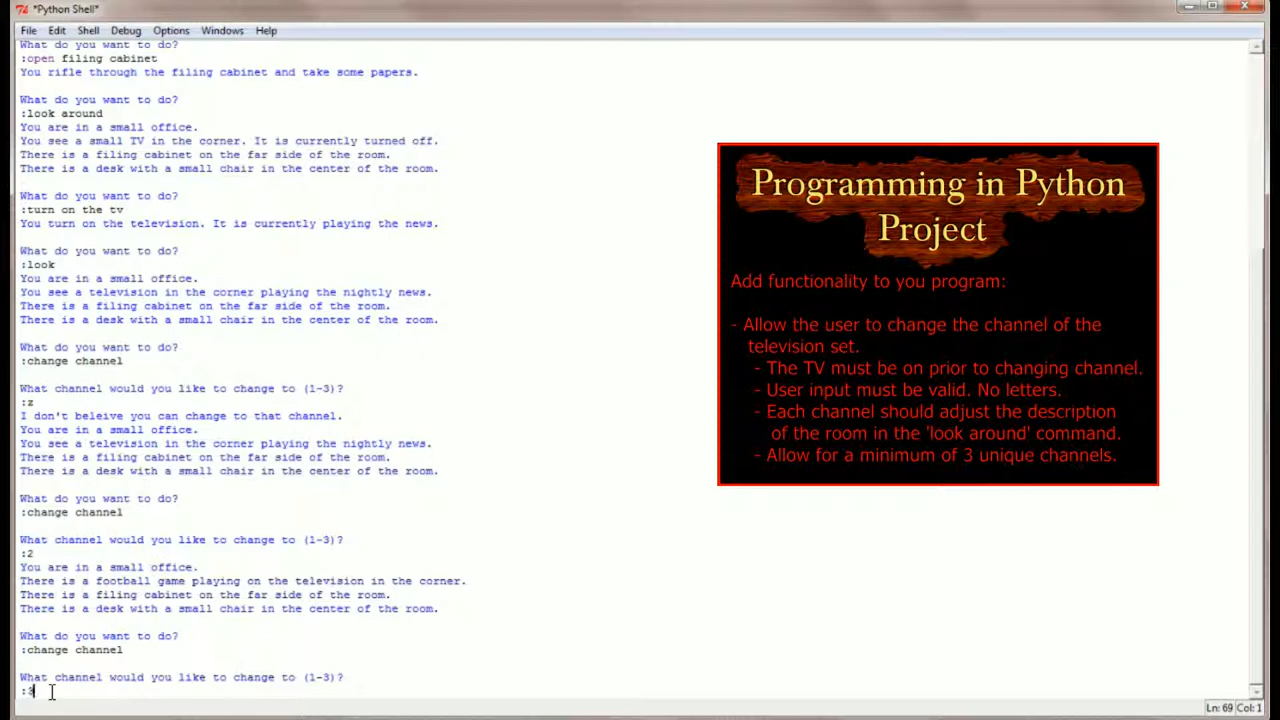 *Python Shell*
File Edit Shell Debug Options Windows Help
What do you want to do?
:open filing cabinet
You rifle through the filing cabinet and take some papers.
What do you want to do?
:look around
You are in a small office.
You see a small TV in the corner. It is currently turned off.
There is a filing cabinet on the far side of the room.
There is a desk with a small chair in the center of the room.
What do you want to do?
:turn on the tv
You turn on the television. It is currently playing the news.
What do you want to do?
:look
You are in a small office.
You see a television in the corner playing the nightly news.
There is a filing cabinet on the far side of the room.
There is a desk with a small chair in the center of the room.
What do you want to do?
:change channel
What channel would you like to change to (1-3)?
:z
I don't beleive you can change to that channel.
You are in a small office.
You see a television in the corner playing the nightly news.
There is a filing cabinet on the far side of the room.
There is a desk with a small chair in the center of the room.
What do you want to do?
:change channel
What channel would you like to change to (1-3)?
:2
You are in a small office.
There is a football game playing on the television in the corner.
There is a filing cabinet on the far side of the room.
There is a desk with a small chair in the center of the room.
What do you want to do?
:change channel
What channel would you like to change to (1-3)?
:3
Programming in Python
Project
Add functionality to you program:
- Allow the user to change the channel of the
television set.
- The TV must be on prior to changing channel.
- User input must be valid. No letters.
- Each channel should adjust the description
of the room in the 'look around' command.
- Allow for a minimum of 3 unique channels.
Ln: 69 Col: 1